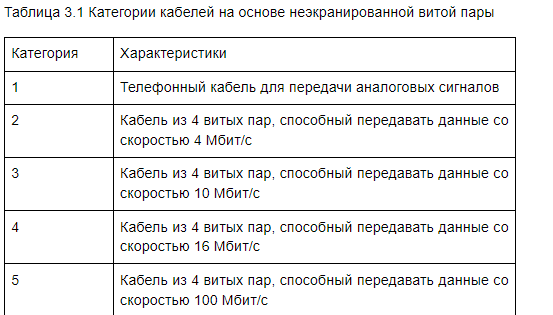 Таблица 3.1 Категории кабелей на основе неэкранированной витой пары
Категория Характеристики
1 Телефонный кабель для передачи аналоговых сигналов
2 Кабель из 4 витых пар, способный передавать данные со
скоростью 4 Мбит/с
3 Кабель из 4 витых пар, способный передавать данные со
скоростью 10 Мбит/с
4 Кабель из 4 витых пар, способный передавать данные со
скоростью 16 Мбит/с
5 Кабель из 4 витых пар, способный передавать данные со
скоростью 100 Мбит/с